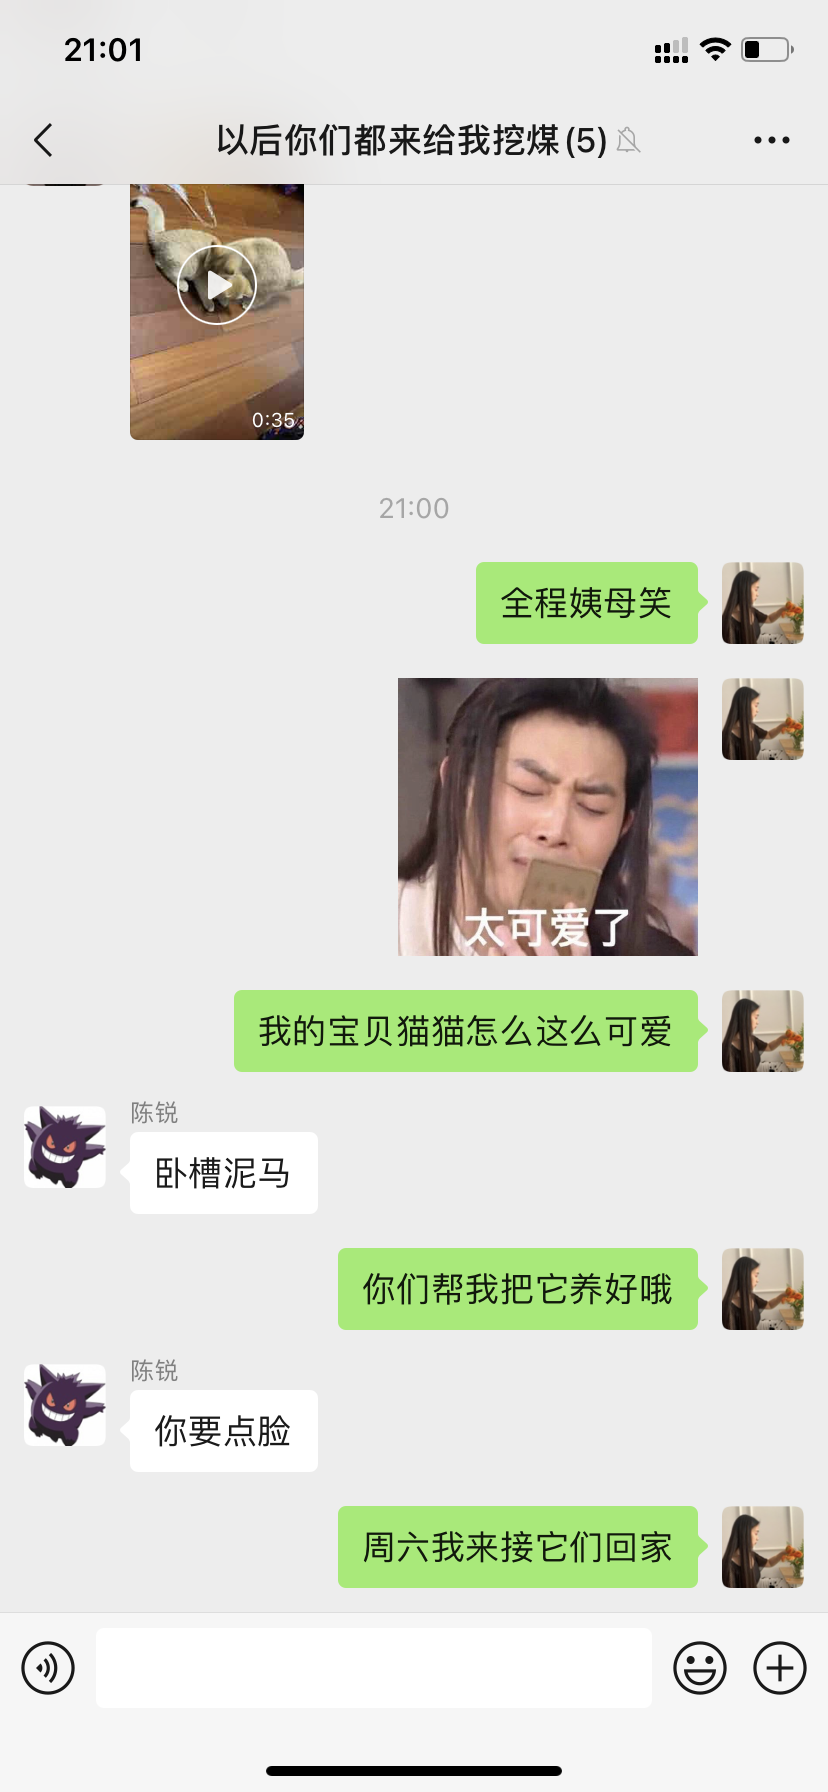 21:01
以后你们都来给我挖煤(5)
0:35
21:00
全程姨母笑
太可爱了
我的宝贝猫猫怎么这么可爱
陈锐
卧槽泥马
你们帮我把它养好哦
陈锐
你要点脸
周六我来接它们回家